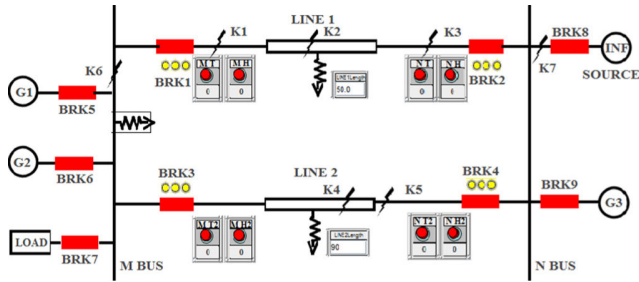 LINE 1
K1
K2
K3
BRK8
INF
SOURCE
K6
M T
M H
N T
N H
BRK2
K7
BRK1
0
0
LINE1Length
50.0
0
0
G1
BRK5
G2
BRK6
BRK3
LINE 2
K4
K5
BRK4
BRK9
G3
LOAD
BRK7
M T2
M H2
0
0
LINE2Length
90
N T2
N H2
0
0
M BUS
N BUS